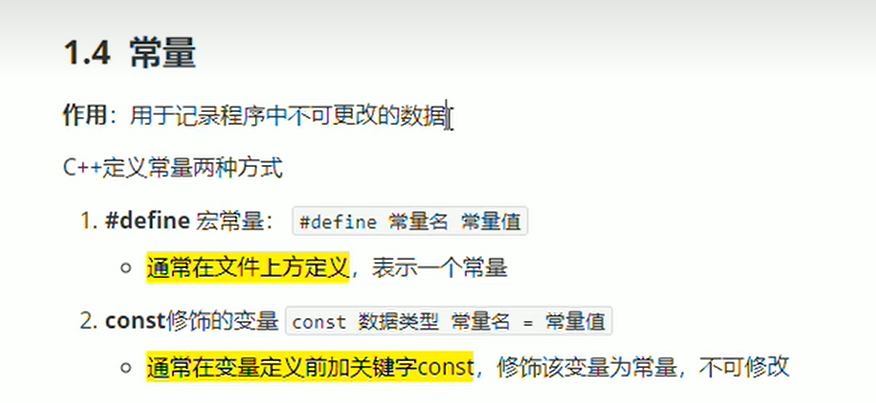 1.4 常量
作用：用于记录程序中不可更改的数据
C++定义常量两种方式
1. #define 宏常量： #define 常量名 常量值
通常在文件上方定义，表示一个常量
2. const修饰的变量 const 数据类型 常量名 = 常量值
通常在变量定义前加关键字const，修饰该变量为常量，不可修改